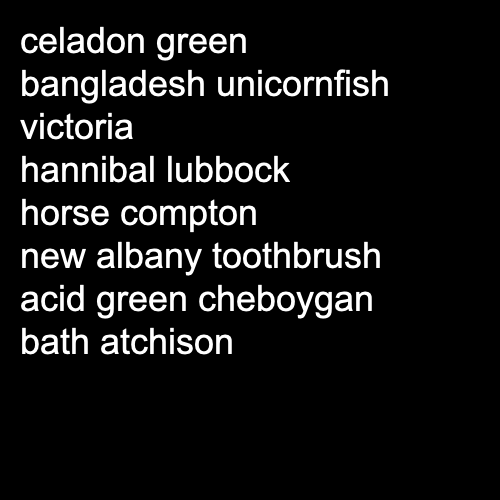 celadon green
bangladesh unicornfish
victoria
hannibal lubbock
horse compton
new albany toothbrush
acid green cheboygan
bath atchison